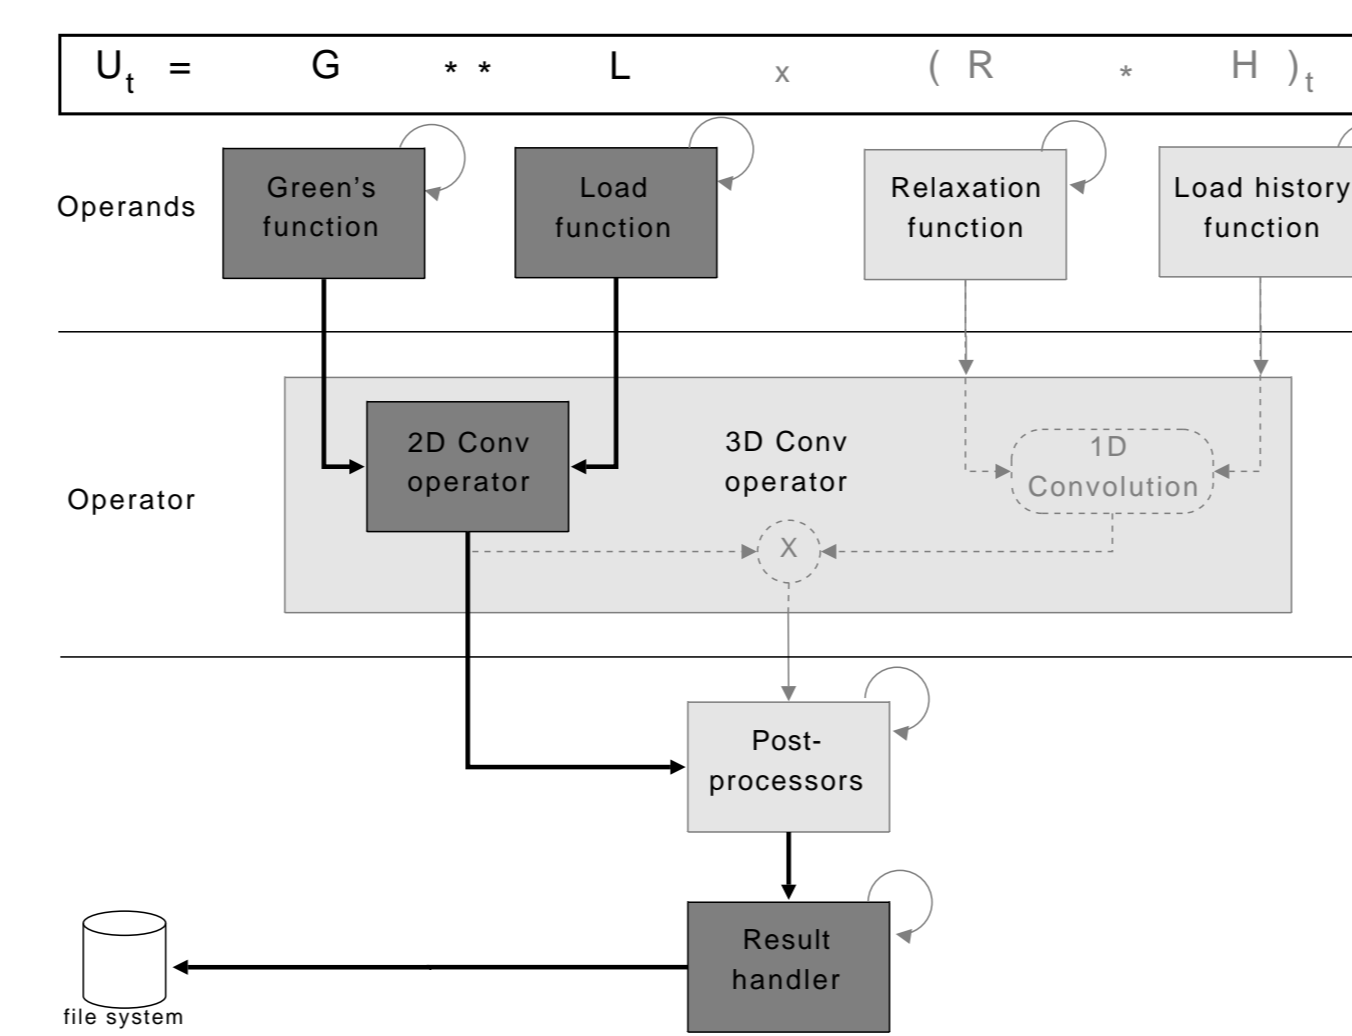 U_t = G * * L x ( R * H )_t
Operands
Green's
function
Load
function
Relaxation
function
Load history
function
Operator
2D Conv
operator
3D Conv
operator
1D
Convolution
X
Post-
processors
Result
handler
file system